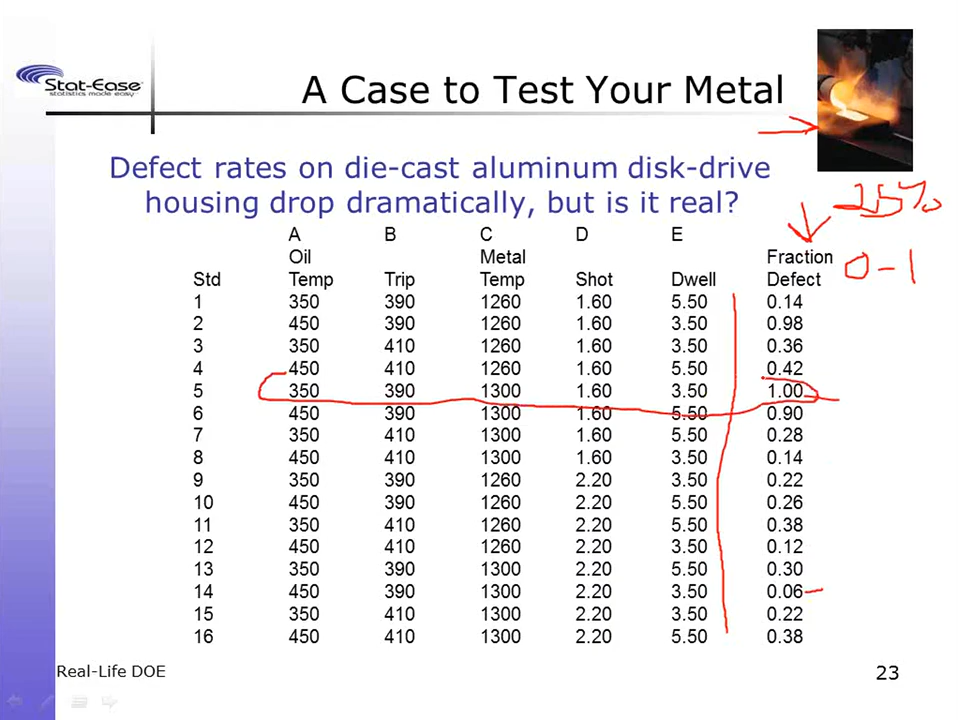 Stat-Ease
statistics made easy
A Case to Test Your Metal
Defect rates on die-cast aluminum disk-drive
housing drop dramatically, but is it real?
25%
0-1
A B C D E
Oil Metal Fraction
Std Temp Trip Temp Shot Dwell Defect
1 350 390 1260 1.60 5.50 0.14
2 450 390 1260 1.60 3.50 0.98
3 350 410 1260 1.60 3.50 0.36
4 450 410 1260 1.60 5.50 0.42
5 350 390 1300 1.60 3.50 1.00
6 450 390 1300 1.60 5.50 0.90
7 350 410 1300 1.60 5.50 0.28
8 450 410 1300 1.60 3.50 0.14
9 350 390 1260 2.20 3.50 0.22
10 450 390 1260 2.20 5.50 0.26
11 350 410 1260 2.20 5.50 0.38
12 450 410 1260 2.20 3.50 0.12
13 350 390 1300 2.20 5.50 0.30
14 450 390 1300 2.20 3.50 0.06
15 350 410 1300 2.20 3.50 0.22
16 450 410 1300 2.20 5.50 0.38
Real-Life DOE
23